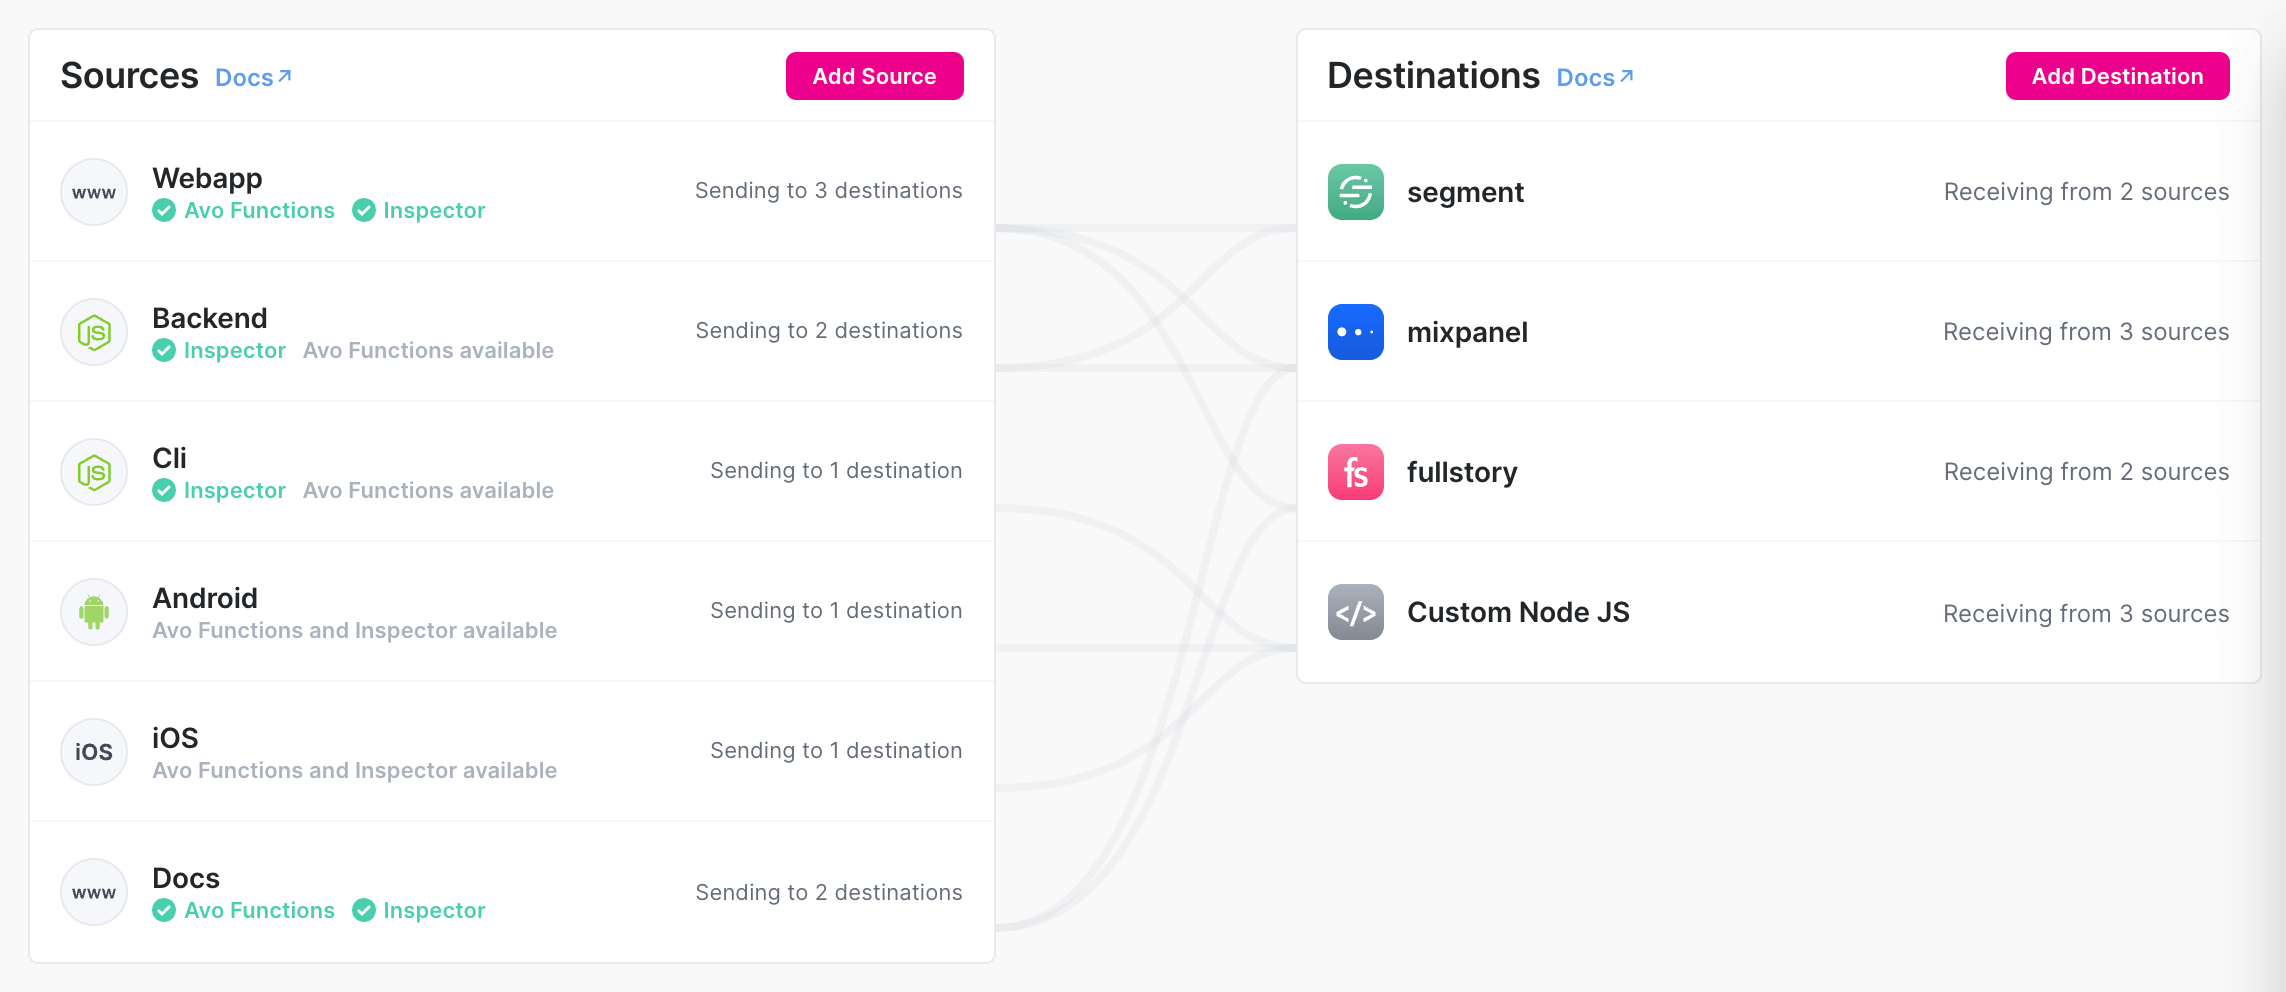 Sources Docs↗ Add Source
www Webapp Sending to 3 destinations
Avo Functions Inspector
JS Backend Sending to 2 destinations
Inspector Avo Functions available
JS Cli Sending to 1 destination
Inspector Avo Functions available
Android Sending to 1 destination
Avo Functions and Inspector available
iOS iOS Sending to 1 destination
Avo Functions and Inspector available
www Docs Sending to 2 destinations
Avo Functions Inspector
Destinations Docs↗ Add Destination
segment Receiving from 2 sources
mixpanel Receiving from 3 sources
fs fullstory Receiving from 2 sources
</> Custom Node JS Receiving from 3 sources